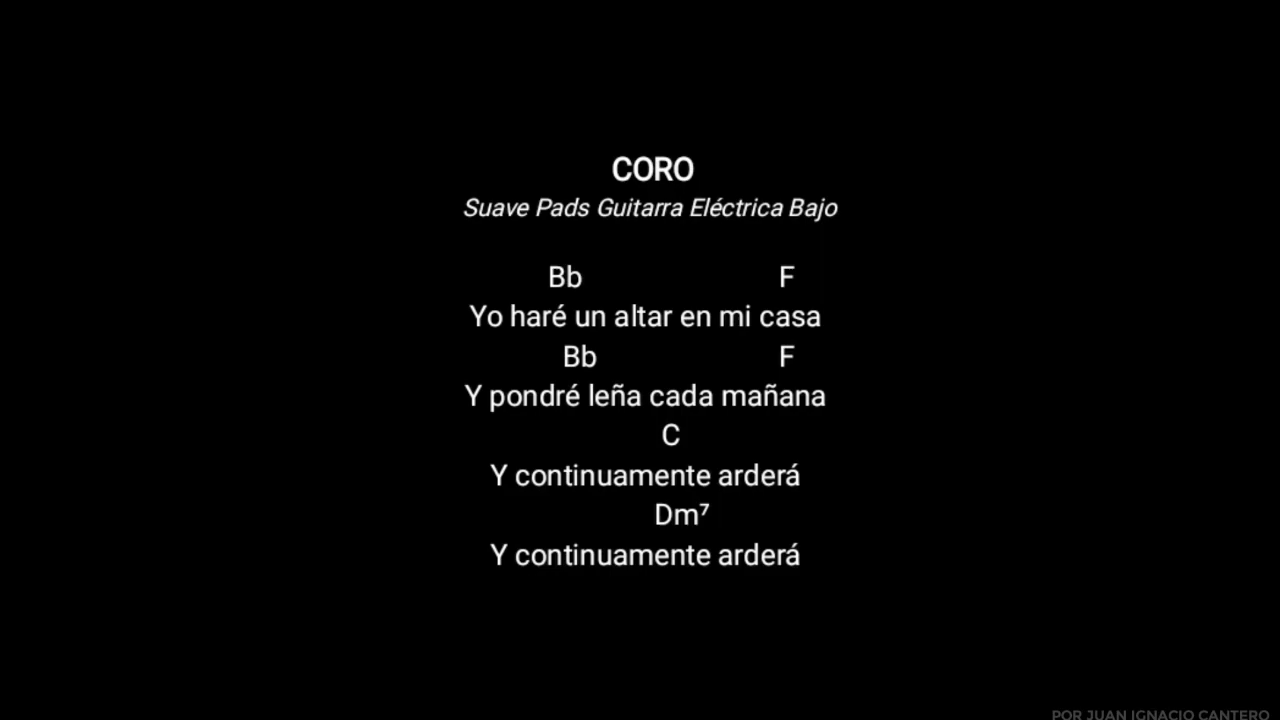 CORO
Suave Pads Guitarra Eléctrica Bajo
Bb F
Yo haré un altar en mi casa
Bb F
Y pondré leña cada mañana
C
Y continuamente arderá
Dm⁷
Y continuamente arderá
POR JUAN IGNACIO CANTERO